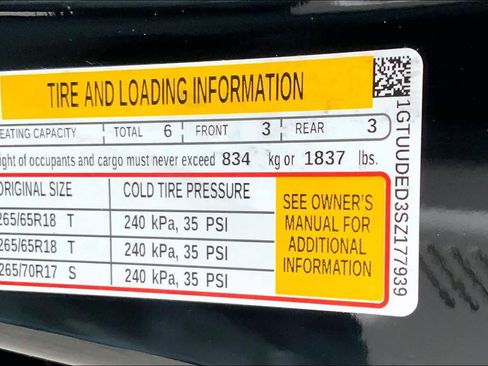 TIRE AND LOADING INFORMATION
EATING CAPACITY TOTAL 6 FRONT 3 REAR 3
ight of occupants and cargo must never exceed 834 kg or 1837 lbs.
ORIGINAL SIZE COLD TIRE PRESSURE
265/65R18 T 240 kPa, 35 PSI
265/65R18 T 240 kPa, 35 PSI
265/70R17 S 240 kPa, 35 PSI
SEE OWNER'S
MANUAL FOR
ADDITIONAL
INFORMATION
1GTUUDED3SZ177939